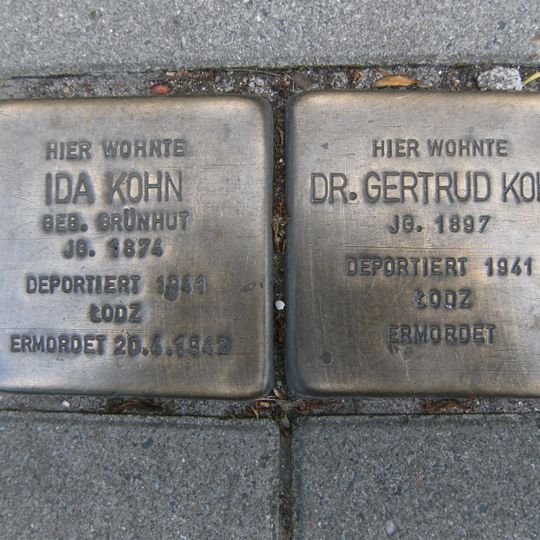 HIER WOHNTE
IDA KOHN
GEB. GRÜNHUT
JG. 1874
DEPORTIERT 1941
ŁODZ
ERMORDET 20.4.1942
HIER WOHNTE
DR. GERTRUD
JG. 1897
DEPORTIERT 1941
ŁODZ
ERMORDET